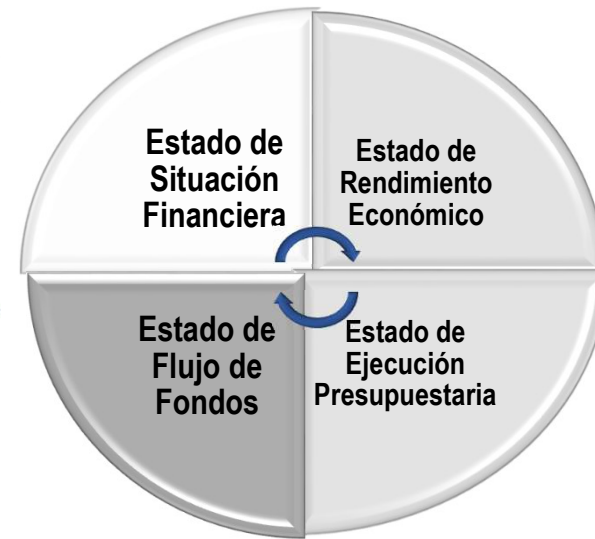 Estado de
Situación
Financiera
Estado de
Rendimiento
Económico
Estado de
Flujo de
Fondos
Estado de
Ejecución
Presupuestaria